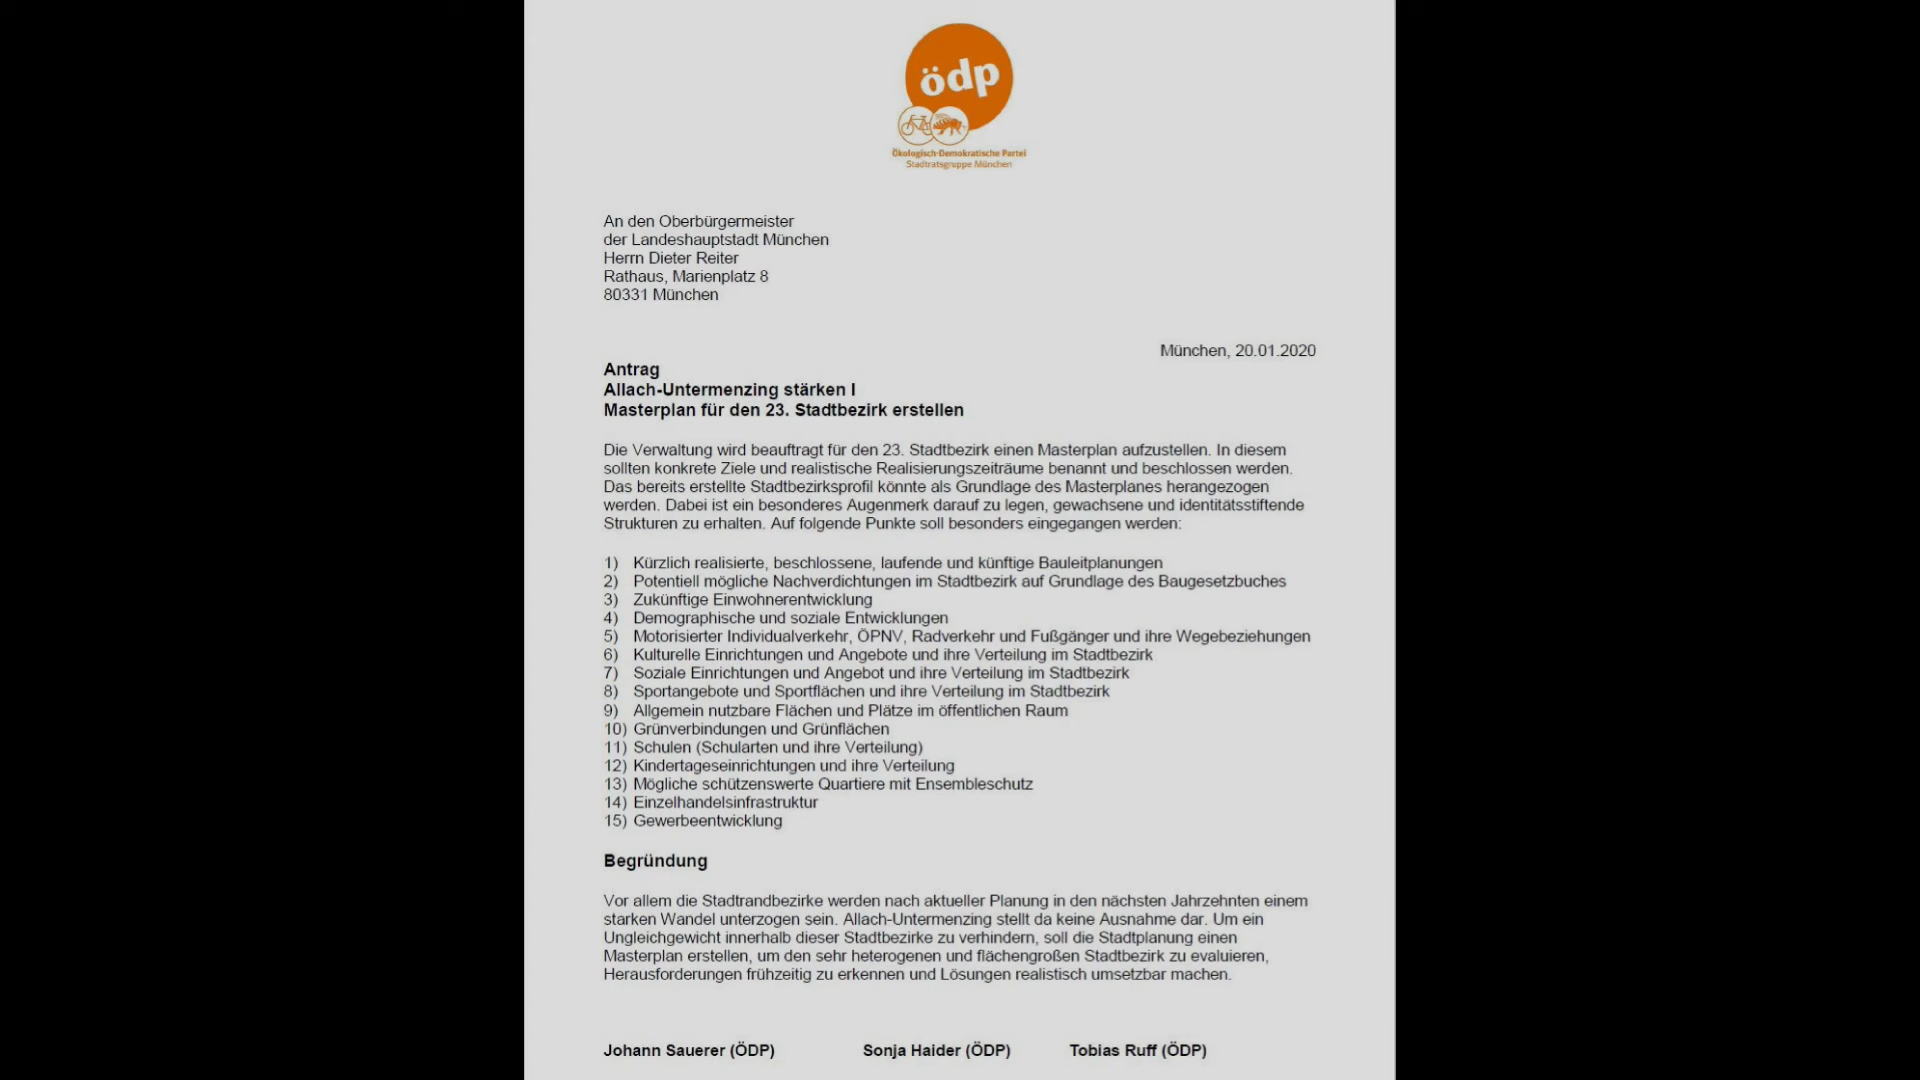 ödp
Ökologisch-Demokratische Partei
Stadtratsgruppe München
An den Oberbürgermeister
der Landeshauptstadt München
Herrn Dieter Reiter
Rathaus, Marienplatz 8
80331 München
München, 20.01.2020
Antrag
Allach-Untermenzing stärken I
Masterplan für den 23. Stadtbezirk erstellen
Die Verwaltung wird beauftragt für den 23. Stadtbezirk einen Masterplan aufzustellen. In diesem
sollten konkrete Ziele und realistische Realisierungszeiträume benannt und beschlossen werden.
Das bereits erstellte Stadtbezirksprofil könnte als Grundlage des Masterplanes herangezogen
werden. Dabei ist ein besonderes Augenmerk darauf zu legen, gewachsene und identitätsstiftende
Strukturen zu erhalten. Auf folgende Punkte soll besonders eingegangen werden:
1) Kürzlich realisierte, beschlossene, laufende und künftige Bauleitplanungen
2) Potentiell mögliche Nachverdichtungen im Stadtbezirk auf Grundlage des Baugesetzbuches
3) Zukünftige Einwohnerentwicklung
4) Demographische und soziale Entwicklungen
5) Motorisierter Individualverkehr, ÖPNV, Radverkehr und Fußgänger und ihre Wegebeziehungen
6) Kulturelle Einrichtungen und Angebote und ihre Verteilung im Stadtbezirk
7) Soziale Einrichtungen und Angebot und ihre Verteilung im Stadtbezirk
8) Sportangebote und Sportflächen und ihre Verteilung im Stadtbezirk
9) Allgemein nutzbare Flächen und Plätze im öffentlichen Raum
10) Grünverbindungen und Grünflächen
11) Schulen (Schularten und ihre Verteilung)
12) Kindertageseinrichtungen und ihre Verteilung
13) Mögliche schützenswerte Quartiere mit Ensembleschutz
14) Einzelhandelsinfrastruktur
15) Gewerbeentwicklung
Begründung
Vor allem die Stadtrandbezirke werden nach aktueller Planung in den nächsten Jahrzehnten einem
starken Wandel unterzogen sein. Allach-Untermenzing stellt da keine Ausnahme dar. Um ein
Ungleichgewicht innerhalb dieser Stadtbezirke zu verhindern, soll die Stadtplanung einen
Masterplan erstellen, um den sehr heterogenen und flächengroßen Stadtbezirk zu evaluieren,
Herausforderungen frühzeitig zu erkennen und Lösungen realistisch umsetzbar machen.
Johann Sauerer (ÖDP) Sonja Haider (ÖDP) Tobias Ruff (ÖDP)